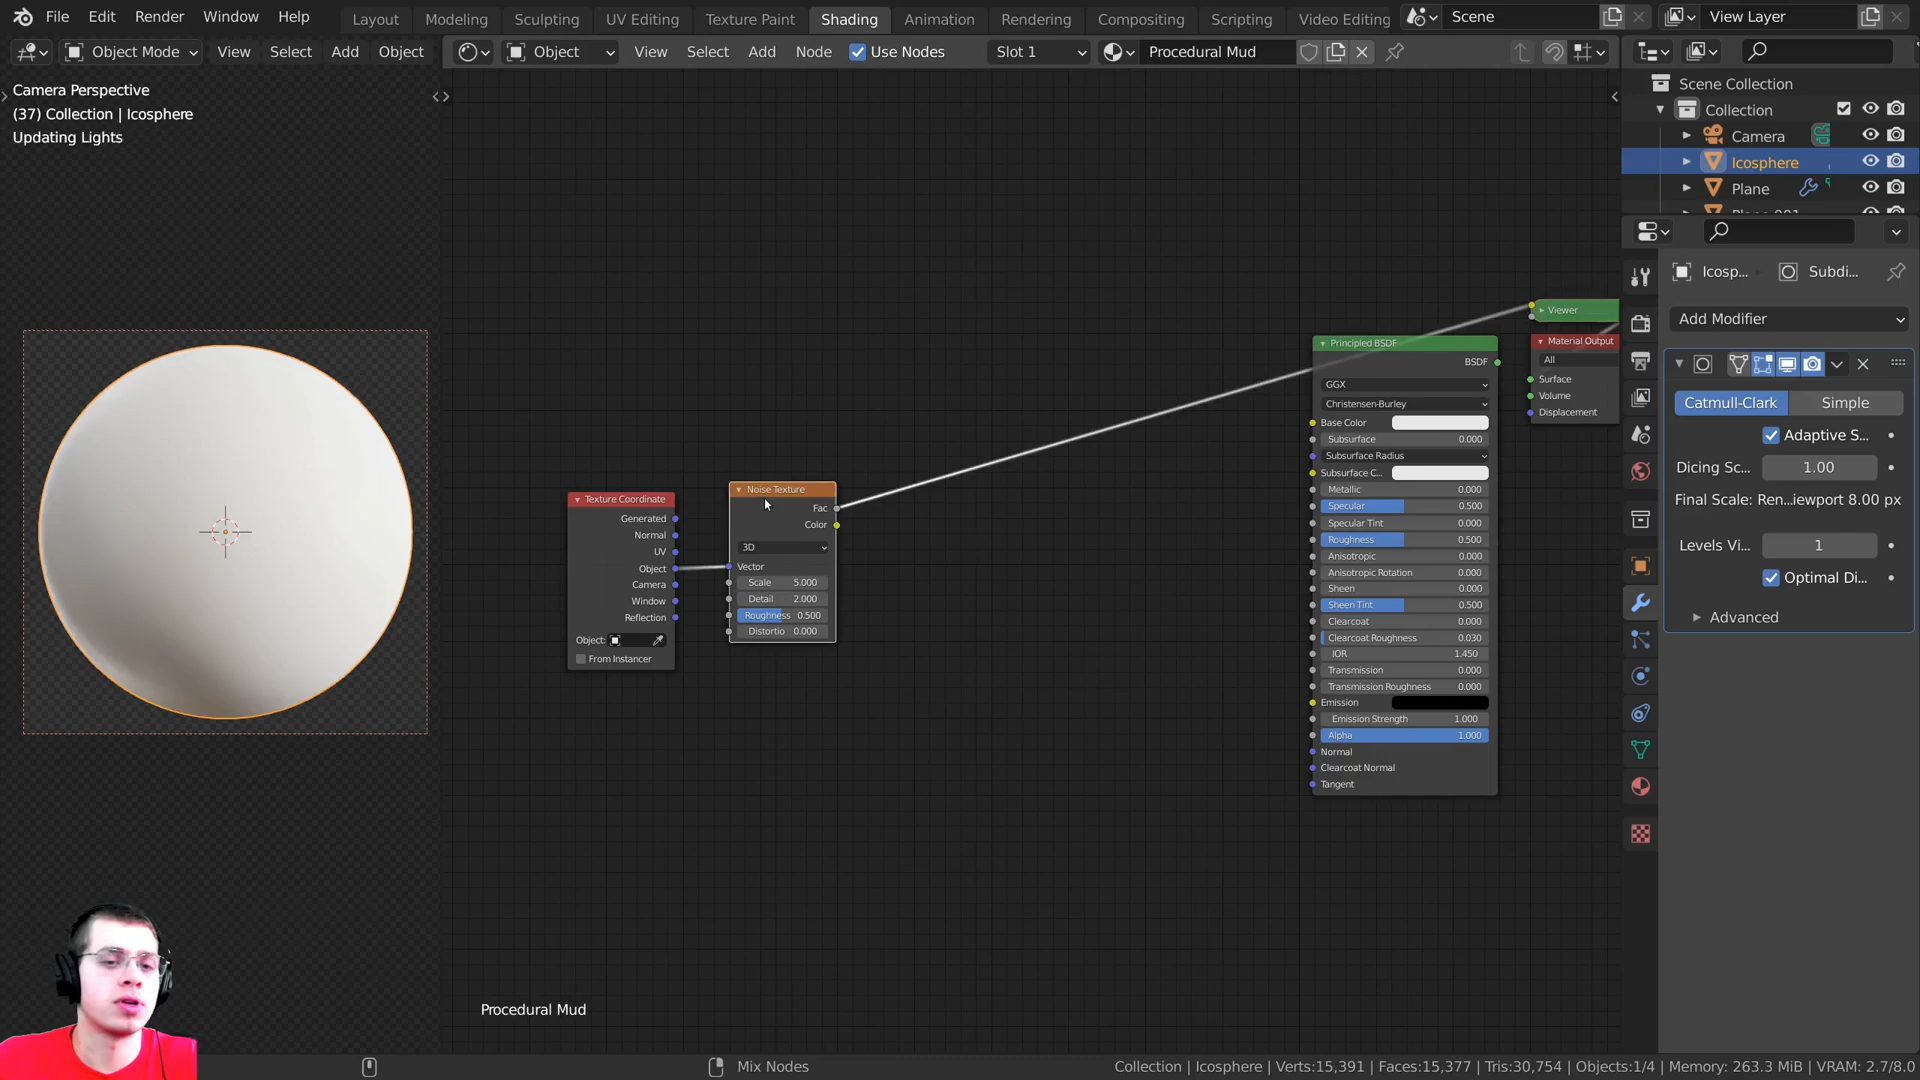 File Edit Render Window Help
Layout Modeling Sculpting UV Editing Texture Paint Shading Animation Rendering Compositing Scripting Video Editing
Scene
View Layer
Object Mode View Select Add Object
Object View Select Add Node Use Nodes Slot 1 Procedural Mud
Camera Perspective
(37) Collection | Icosphere
Updating Lights
Scene Collection
Collection
Camera
Icosphere
Plane
Icosp... Subdi...
Add Modifier
Catmull-Clark Simple
Adaptive S...
Dicing Sc... 1.00
Final Scale: Ren...iewport 8.00 px
Levels Vi... 1
Optimal Di...
Advanced
Viewer
Material Output
All
Surface
Volume
Displacement
Principled BSDF
BSDF
GGX
Christensen-Burley
Base Color
Subsurface 0.000
Subsurface Radius
Subsurface C...
Metallic 0.000
Specular 0.500
Specular Tint 0.000
Roughness 0.500
Anisotropic 0.000
Anisotropic Rotation 0.000
Sheen 0.000
Sheen Tint 0.500
Clearcoat 0.000
Clearcoat Roughness 0.030
IOR 1.450
Transmission 0.000
Transmission Roughness 0.000
Emission
Emission Strength 1.000
Alpha 1.000
Normal
Clearcoat Normal
Tangent
Noise Texture
Fac
Color
3D
Vector
Scale 5.000
Detail 2.000
Roughness 0.500
Distortio 0.000
Texture Coordinate
Generated
Normal
UV
Object
Camera
Window
Reflection
Object:
From Instancer
Procedural Mud
Mix Nodes
Collection | Icosphere | Verts:15,391 | Faces:15,377 | Tris:30,754 | Objects:1/4 | Memory: 263.3 MiB | VRAM: 2.7/8.0